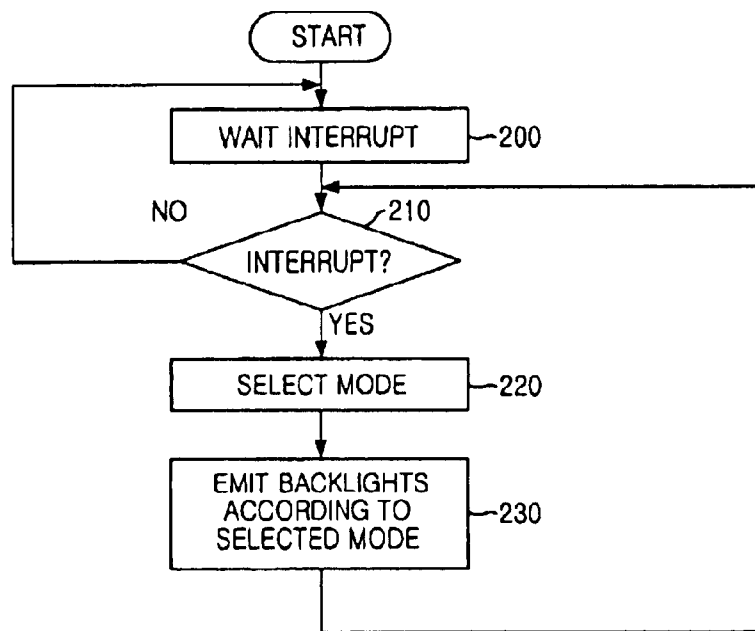 START
WAIT INTERRUPT
200
NO
210
INTERRUPT?
YES
SELECT MODE
220
EMIT BACKLIGHTS
ACCORDING TO
SELECTED MODE
230